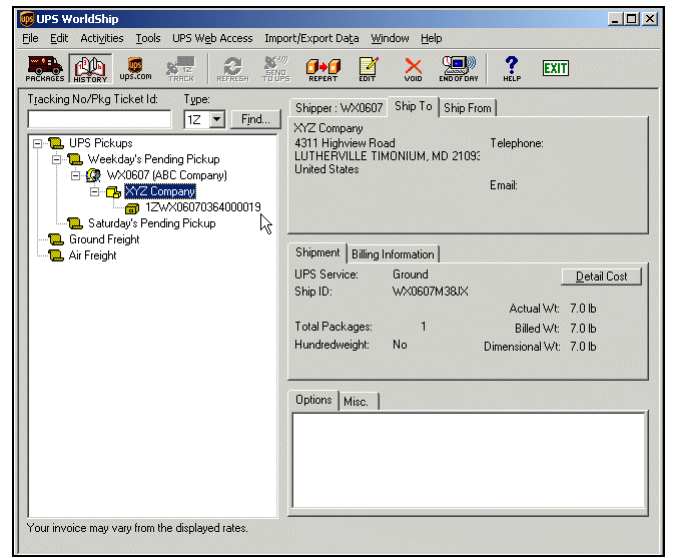 UPS WorldShip
File Edit Activities Tools UPS Web Access Import/Export Data Window Help
PACKAGES HISTORY ups.com TRACK REFRESH SEND TO UPS REPEAT EDIT VOID END OF DAY HELP EXIT
Tracking No/Pkg Ticket Id: Type:
1Z Find...
UPS Pickups
Weekday's Pending Pickup
WX0607 (ABC Company)
XYZ Company
1ZWX06070364000019
Saturday's Pending Pickup
Ground Freight
Air Freight
Shipper : WX0607 Ship To Ship From
XYZ Company
4311 Highview Road Telephone:
LUTHERVILLE TIMONIUM, MD 21093
United States
Email:
Shipment Billing Information
UPS Service: Ground Detail Cost
Ship ID: WX0607M38JX
Actual Wt: 7.0 lb
Total Packages: 1 Billed Wt: 7.0 lb
Hundredweight: No Dimensional Wt: 7.0 lb
Options Misc.
Your invoice may vary from the displayed rates.